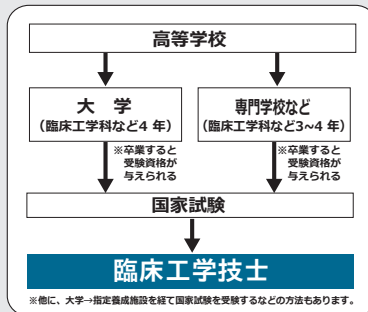 高等学校
大 学
(臨床工学科など4 年)
専門学校など
(臨床工学科など3~4 年)
※卒業すると
受験資格が
与えられる
※卒業すると
受験資格が
与えられる
国家試験
臨床工学技士
※他に、大学→指定養成施設を経て国家試験を受験するなどの方法もあります。